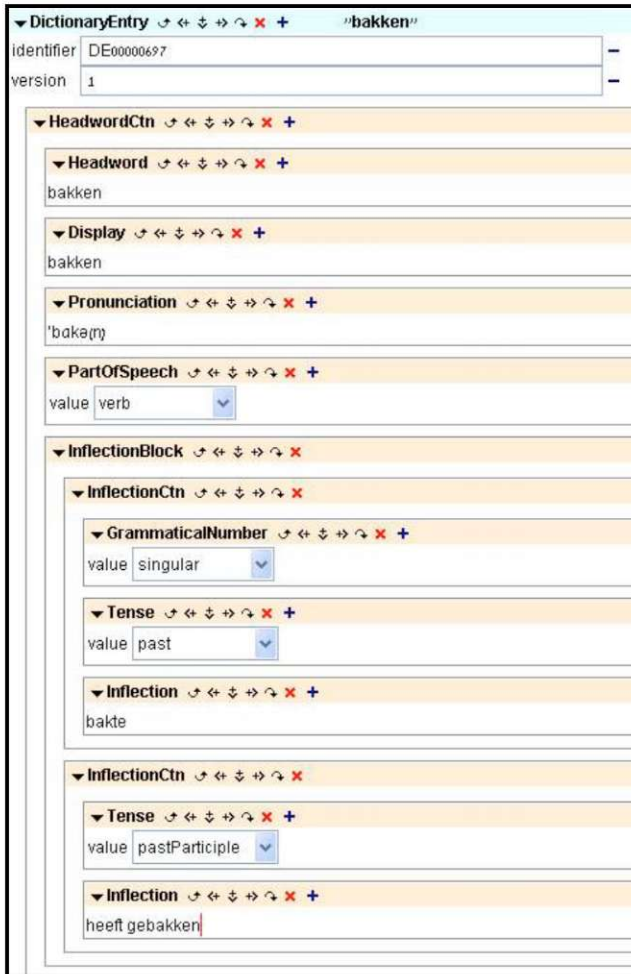 DictionaryEntry "bakken"
identifier DE00000697
version 1
HeadwordCtn
Headword
bakken
Display
bakken
Pronunciation
'bɑkə(n)
PartOfSpeech
value verb
InflectionBlock
InflectionCtn
GrammaticalNumber
value singular
Tense
value past
Inflection
bakte
InflectionCtn
Tense
value pastParticiple
Inflection
heeft gebakken